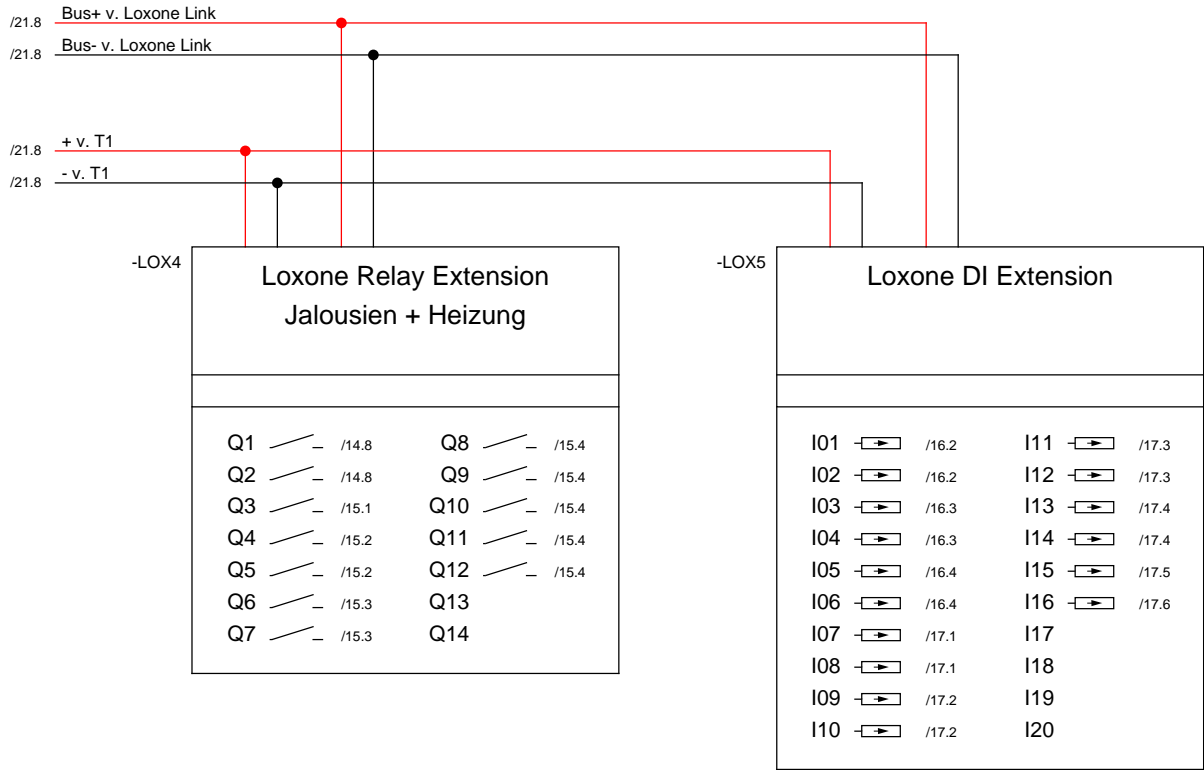 /21.8 Bus+ v. Loxone Link
/21.8 Bus- v. Loxone Link
/21.8 + v. T1
/21.8 - v. T1
-LOX4
Loxone Relay Extension
Jalousien + Heizung
Q1 /14.8 Q8 /15.4
Q2 /14.8 Q9 /15.4
Q3 /15.1 Q10 /15.4
Q4 /15.2 Q11 /15.4
Q5 /15.2 Q12 /15.4
Q6 /15.3 Q13
Q7 /15.3 Q14
-LOX5
Loxone DI Extension
I01 /16.2 I11 /17.3
I02 /16.2 I12 /17.3
I03 /16.3 I13 /17.4
I04 /16.3 I14 /17.4
I05 /16.4 I15 /17.5
I06 /16.4 I16 /17.6
I07 /17.1 I17
I08 /17.1 I18
I09 /17.2 I19
I10 /17.2 I20